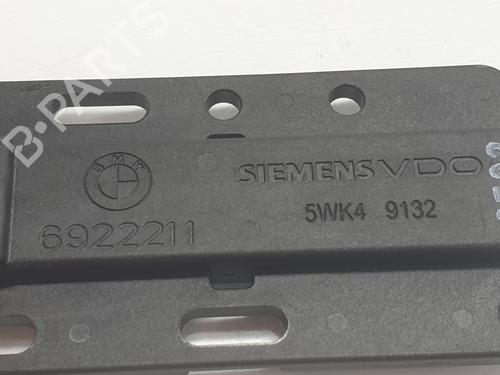 B-PARTS
BMW
SIEMENS VDO
6922211
5WK4 9132